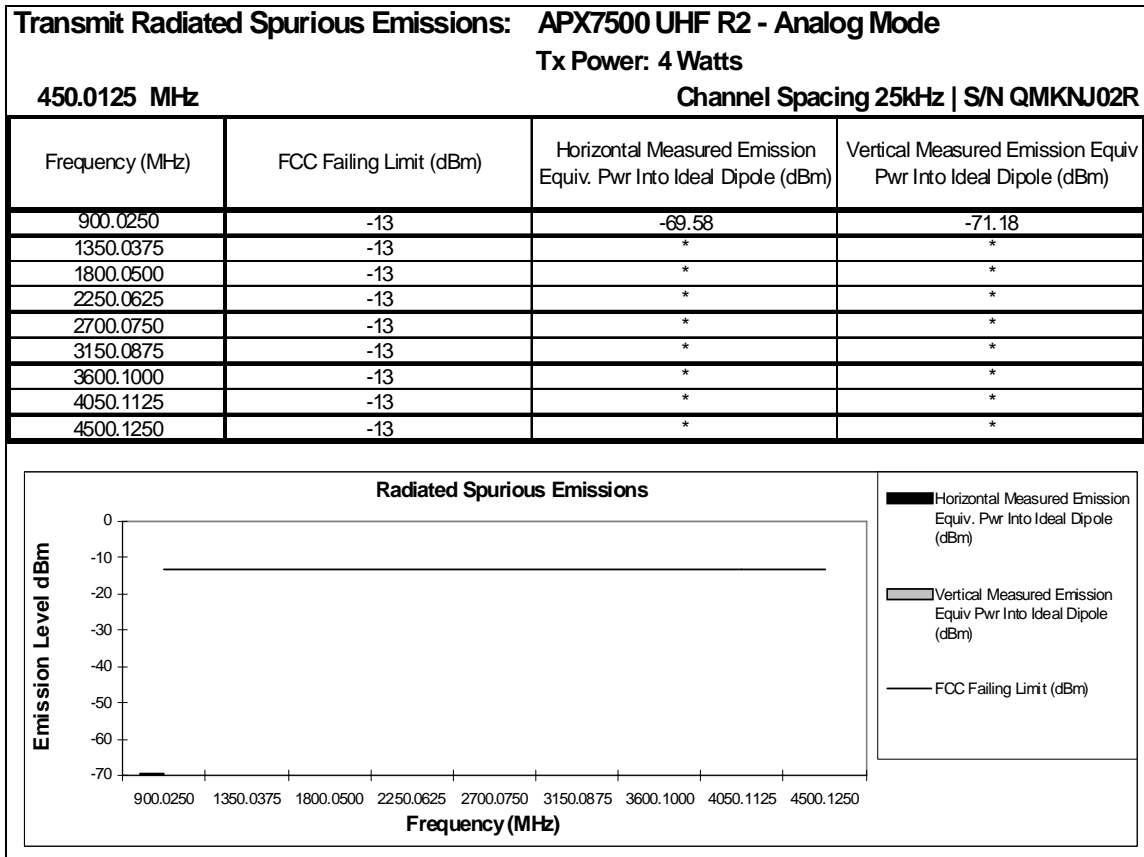 Transmit Radiated Spurious Emissions: APX7500 UHF R2 - Analog Mode
Tx Power: 4 Watts
450.0125 MHz Channel Spacing 25kHz | S/N QMKNJ02R
Frequency (MHz) FCC Failing Limit (dBm) Horizontal Measured Emission Equiv. Pwr Into Ideal Dipole (dBm) Vertical Measured Emission Equiv Pwr Into Ideal Dipole (dBm)
900.0250 -13 -69.58 -71.18
1350.0375 -13 * *
1800.0500 -13 * *
2250.0625 -13 * *
2700.0750 -13 * *
3150.0875 -13 * *
3600.1000 -13 * *
4050.1125 -13 * *
4500.1250 -13 * *
Radiated Spurious Emissions
Emission Level dBm
0
-10
-20
-30
-40
-50
-60
-70
900.0250 1350.0375 1800.0500 2250.0625 2700.0750 3150.0875 3600.1000 4050.1125 4500.1250
Frequency (MHz)
Horizontal Measured Emission
Equiv. Pwr Into Ideal Dipole
(dBm)
Vertical Measured Emission
Equiv Pwr Into Ideal Dipole
(dBm)
FCC Failing Limit (dBm)